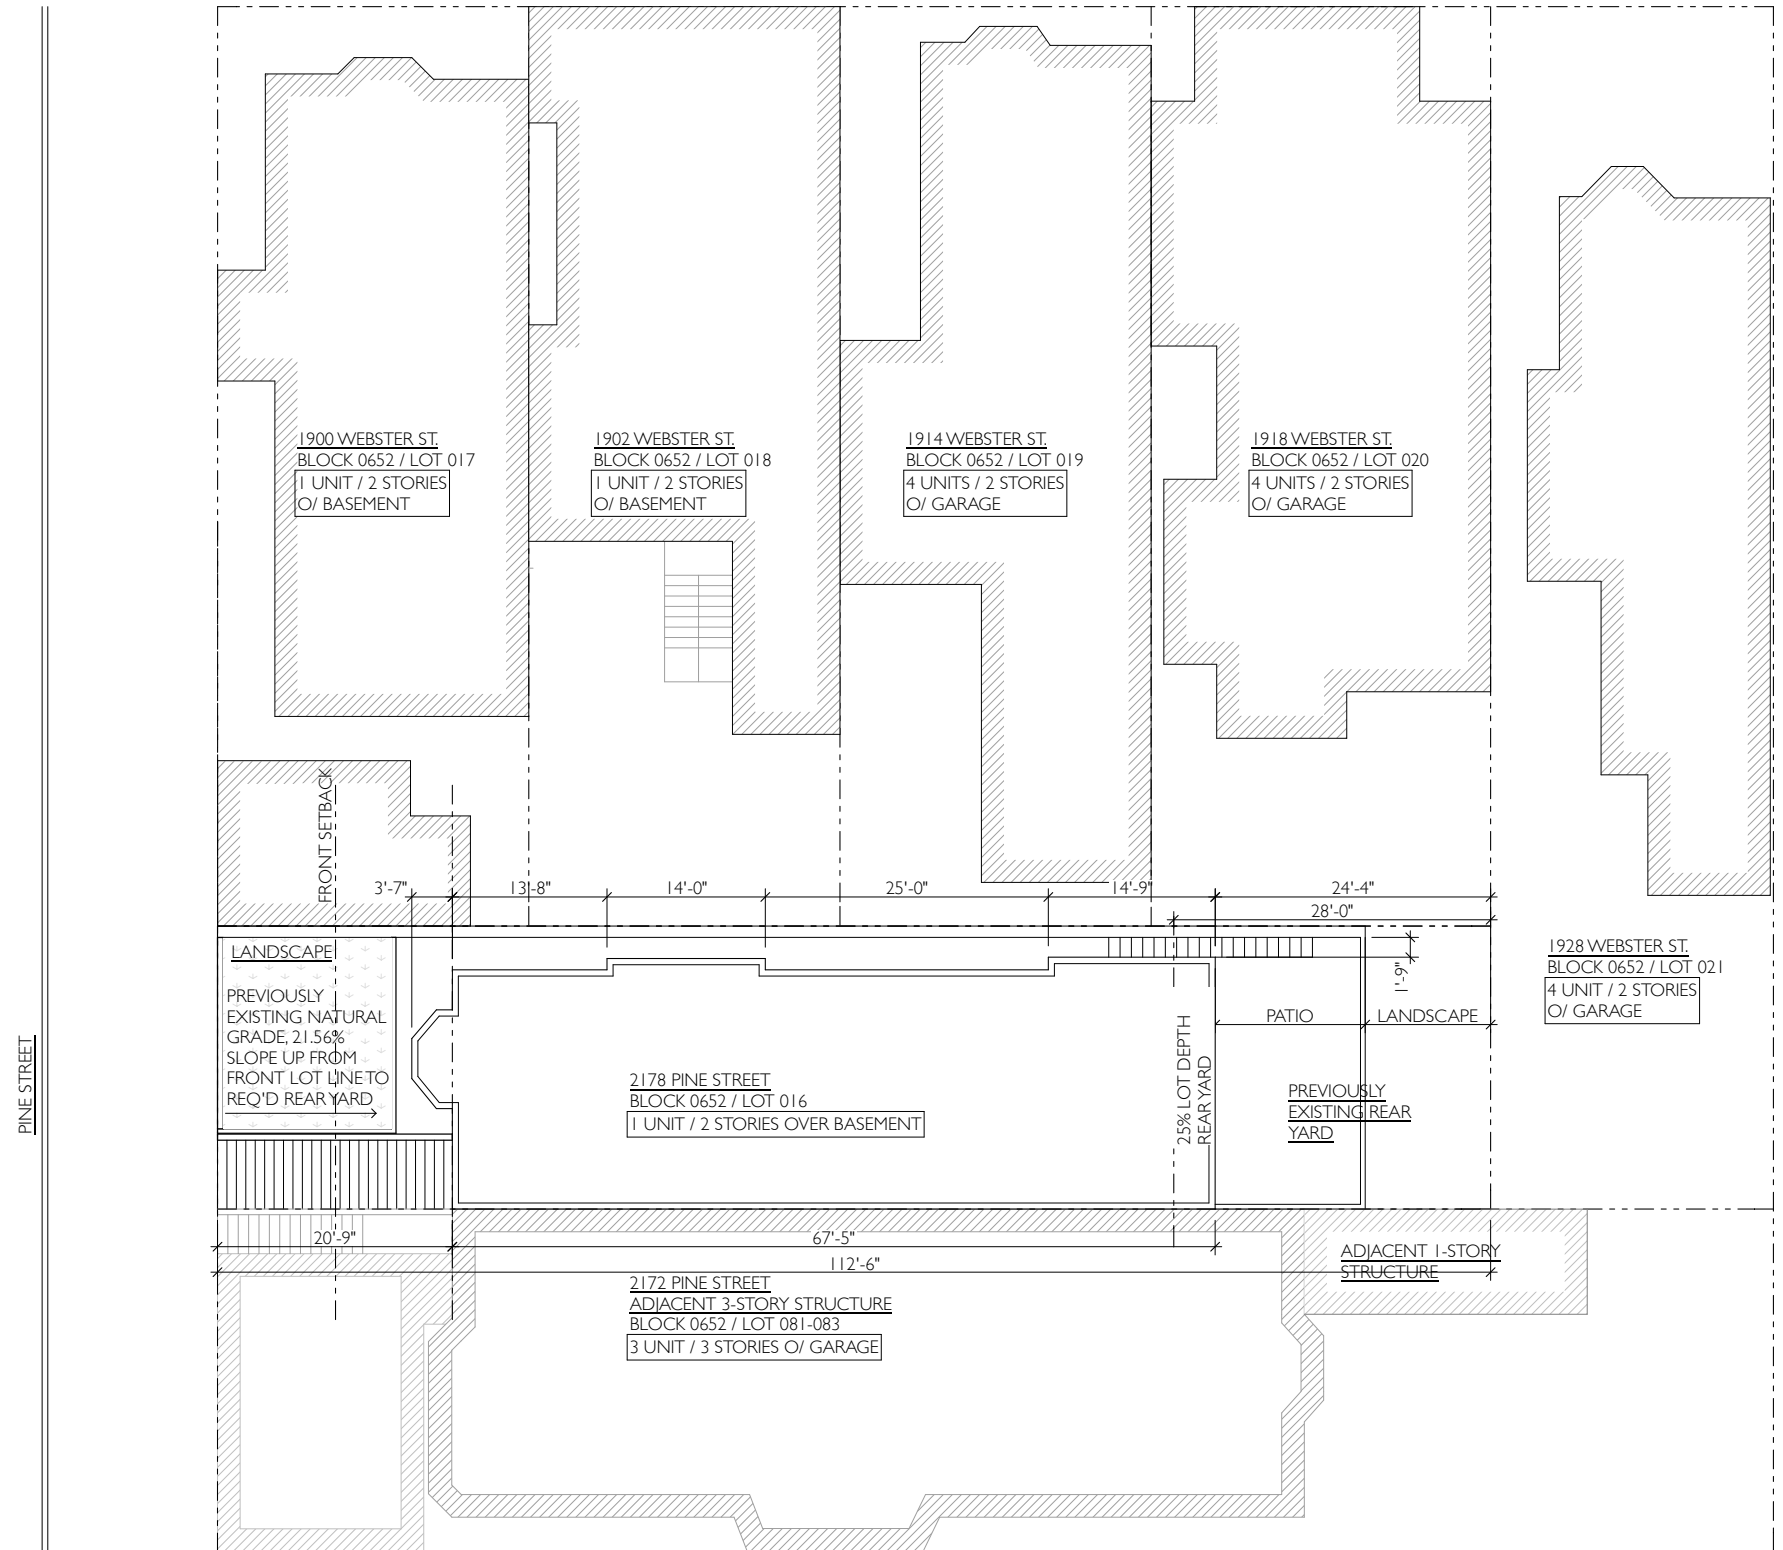 1900 WEBSTER ST.
BLOCK 0652 / LOT 017
1 UNIT / 2 STORIES
O/ BASEMENT
1902 WEBSTER ST.
BLOCK 0652 / LOT 018
1 UNIT / 2 STORIES
O/ BASEMENT
1914 WEBSTER ST.
BLOCK 0652 / LOT 019
4 UNITS / 2 STORIES
O/ GARAGE
1918 WEBSTER ST.
BLOCK 0652 / LOT 020
4 UNITS / 2 STORIES
O/ GARAGE
FRONT SETBACK
3'-7"
13'-8"
14'-0"
25'-0"
14'-9"
24'-4"
28'-0"
1'-9"
1928 WEBSTER ST.
BLOCK 0652 / LOT 021
4 UNIT / 2 STORIES
O/ GARAGE
LANDSCAPE
PREVIOUSLY
EXISTING NATURAL
GRADE, 21.56%
SLOPE UP FROM
FRONT LOT LINE TO
REQ'D REAR YARD
PATIO
LANDSCAPE
PINE STREET
2178 PINE STREET
BLOCK 0652 / LOT 016
1 UNIT / 2 STORIES OVER BASEMENT
25% LOT DEPTH
REAR YARD
PREVIOUSLY
EXISTING REAR
YARD
20'-9"
67'-5"
112'-6"
ADJACENT 1-STORY
STRUCTURE
2172 PINE STREET
ADJACENT 3-STORY STRUCTURE
BLOCK 0652 / LOT 081-083
3 UNIT / 3 STORIES O/ GARAGE